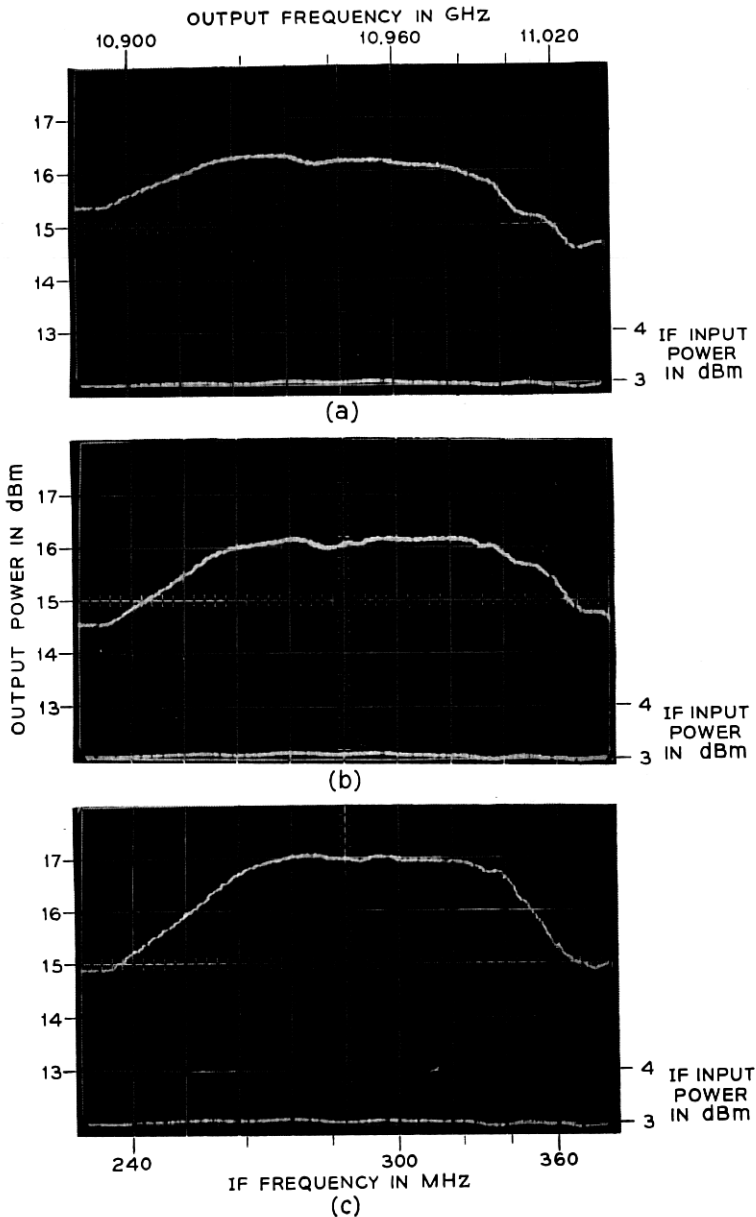 OUTPUT FREQUENCY IN GHz
10.900 10.960 11.020
17
16
15
14
13
4
3
IF INPUT
POWER
IN dBm
(a)
OUTPUT POWER IN dBm
17
16
15
14
13
4
3
IF INPUT
POWER
IN dBm
(b)
17
16
15
14
13
4
3
IF INPUT
POWER
IN dBm
240 300 360
IF FREQUENCY IN MHz
(c)